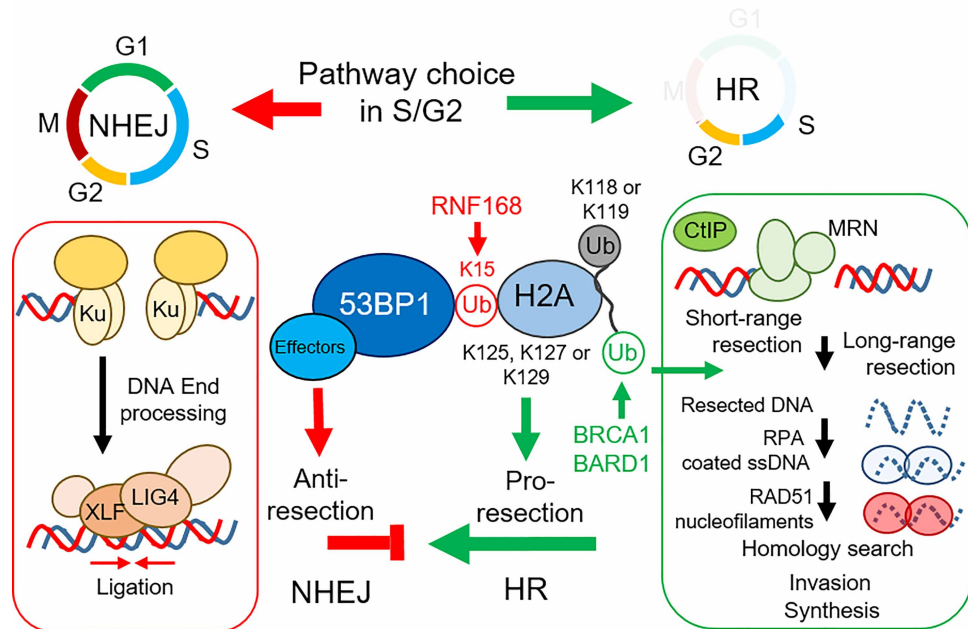 G1
M
NHEJ
S
G2
Pathway choice
in S/G2
G1
M
HR
S
G2
Ku
Ku
DNA End
processing
XLF
LIG4
Ligation
RNF168
K15
Ub
53BP1
Effectors
H2A
K118 or
K119
Ub
K125, K127 or
K129
Ub
BRCA1
BARD1
Anti-
resection
Pro-
resection
NHEJ
HR
CtIP
MRN
Short-range
resection
Long-range
resection
Resected DNA
RPA
coated ssDNA
RAD51
nucleofilaments
Homology search
Invasion
Synthesis